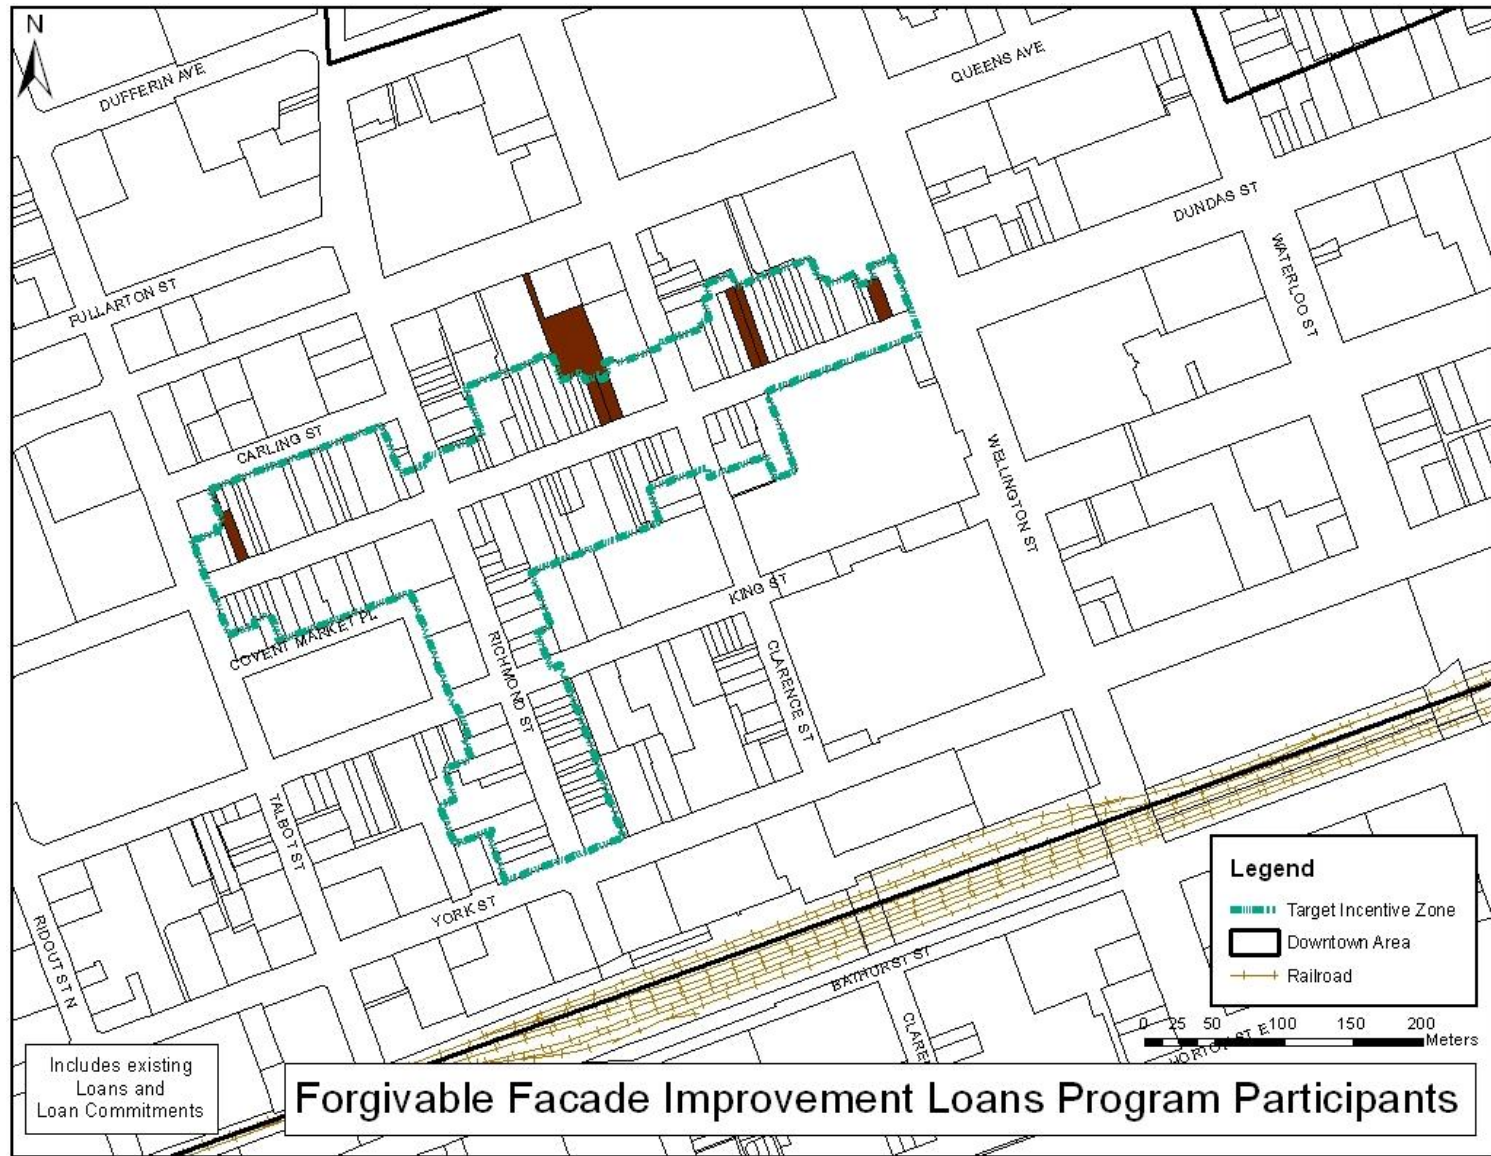 N
DUFFERIN AVE
QUEENS AVE
DUNDAS ST
WATERLOO ST
FULLARTON ST
CARLING ST
WELLINGTON ST
KING ST
COVENT MARKET PL
RICHMOND ST
CLARENCE ST
TALBOT ST
YORK ST
RIDOUT ST N
BATHURST ST
CLAREN
HORTON ST E
Legend
Target Incentive Zone
Downtown Area
Railroad
0 25 50 100 150 200
Meters
Includes existing
Loans and
Loan Commitments
Forgivable Facade Improvement Loans Program Participants